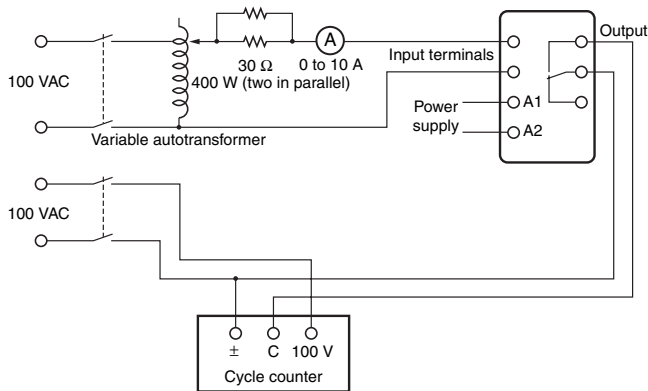 Output
A
100 VAC
30 Ω
0 to 10 A
Input terminals
400 W (two in parallel)
Power
supply
A1
A2
Variable autotransformer
100 VAC
± C 100 V
Cycle counter